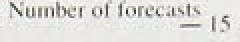 Number of forecasts
— 15